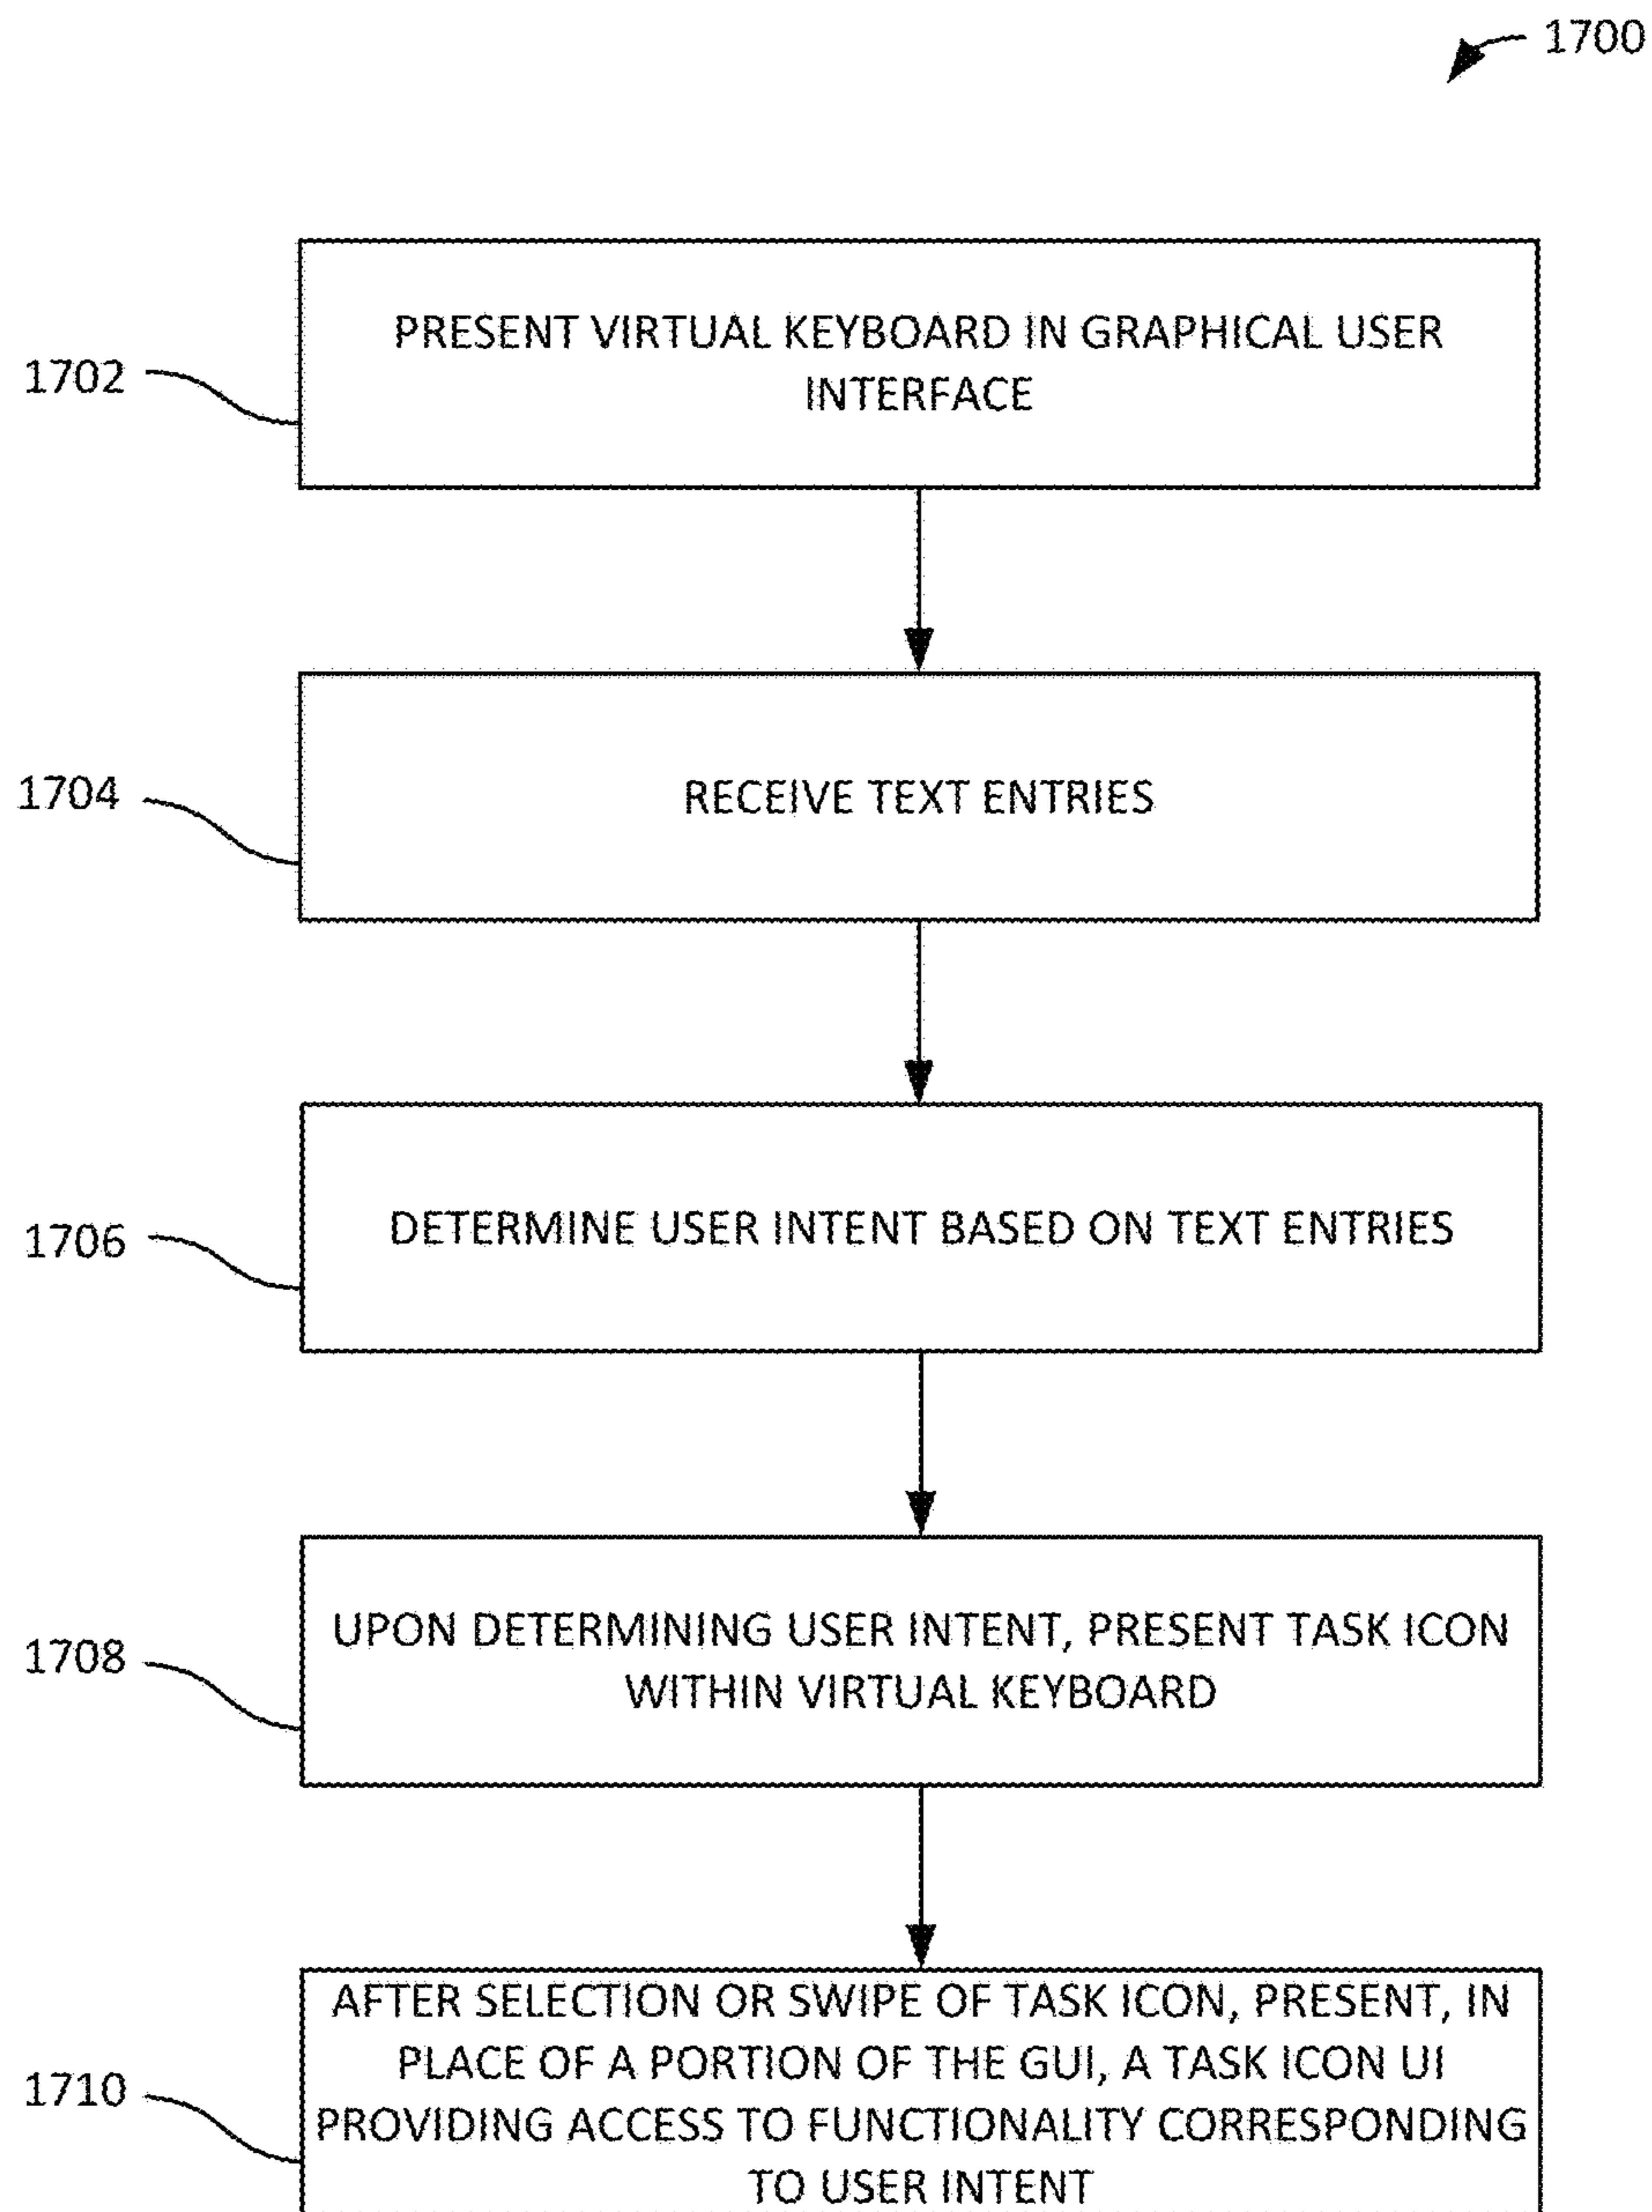 1700
PRESENT VIRTUAL KEYBOARD IN GRAPHICAL USER
INTERFACE
1702
RECEIVE TEXT ENTRIES
1704
DETERMINE USER INTENT BASED ON TEXT ENTRIES
1706
UPON DETERMINING USER INTENT, PRESENT TASK ICON
WITHIN VIRTUAL KEYBOARD
1708
AFTER SELECTION OR SWIPE OF TASK ICON, PRESENT, IN
PLACE OF A PORTION OF THE GUI, A TASK ICON UI
PROVIDING ACCESS TO FUNCTIONALITY CORRESPONDING
TO USER INTENT
1710